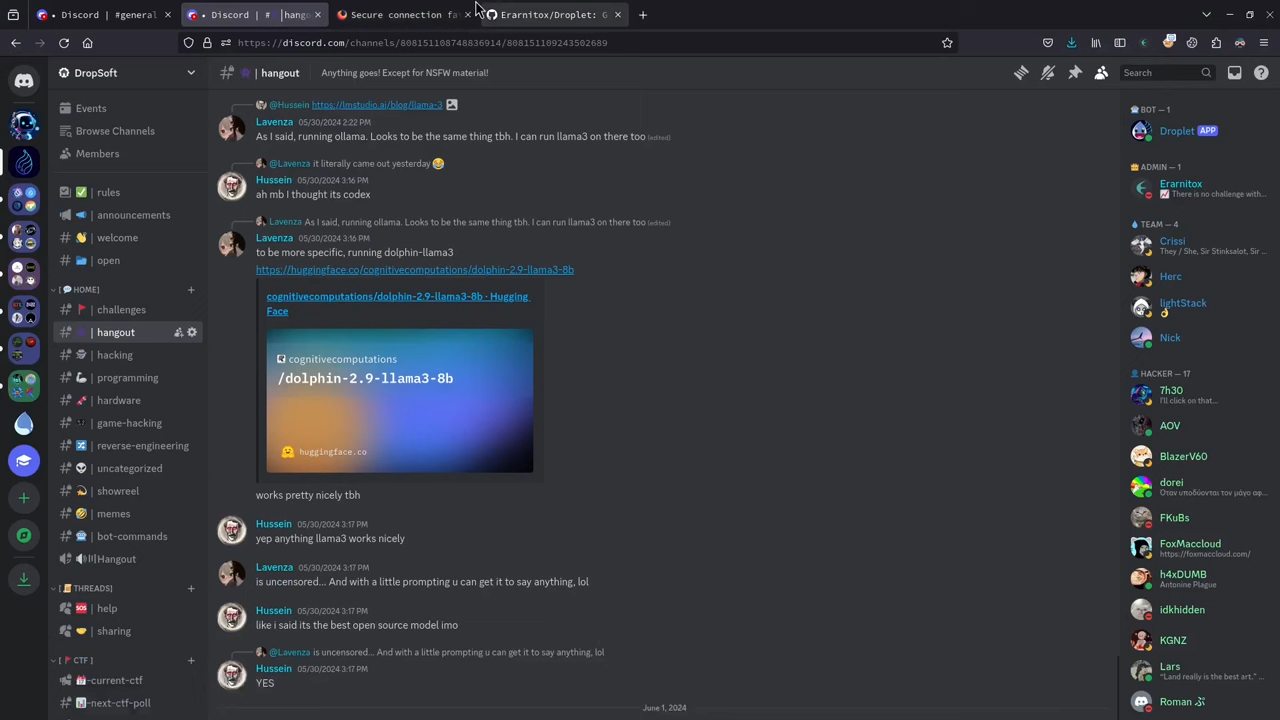 Discord | #general
Discord | # | hango
Secure connection fa
Erarnitox/Droplet: G
https://discord.com/channels/808151108748836914/808151109243502689
DropSoft
| hangout
Anything goes! Except for NSFW material!
Search
Events
Browse Channels
Members
| rules
| announcements
| welcome
| open
[ HOME]
| challenges
| hangout
| hacking
| programming
| hardware
| game-hacking
| reverse-engineering
| uncategorized
| showreel
| memes
| bot-commands
Hangout
[ THREADS]
| help
| sharing
[ CTF ]
-current-ctf
-next-ctf-poll
@Hussein https://lmstudio.ai/blog/llama-3
Lavenza 05/30/2024 2:22 PM
As I said, running ollama. Looks to be the same thing tbh. I can run llama3 on there too (edited)
@Lavenza it literally came out yesterday
Hussein 05/30/2024 3:16 PM
ah mb I thought its codex
Lavenza As I said, running ollama. Looks to be the same thing tbh. I can run llama3 on there too (edited)
Lavenza 05/30/2024 3:16 PM
to be more specific, running dolphin-llama3
https://huggingface.co/cognitivecomputations/dolphin-2.9-llama3-8b
cognitivecomputations/dolphin-2.9-llama3-8b · Hugging
Face
cognitivecomputations
/dolphin-2.9-llama3-8b
huggingface.co
works pretty nicely tbh
Hussein 05/30/2024 3:17 PM
yep anything llama3 works nicely
Lavenza 05/30/2024 3:17 PM
is uncensored... And with a little prompting u can get it to say anything, lol
Hussein 05/30/2024 3:17 PM
like i said its the best open source model imo
@Lavenza is uncensored... And with a little prompting u can get it to say anything, lol
Hussein 05/30/2024 3:17 PM
YES
June 1, 2024
BOT — 1
Droplet APP
ADMIN — 1
Erarnitox
There is no challenge with...
TEAM — 4
Crissi
They / She, Sir Stinksalot, Sir ...
Herc
lightStack
Nick
HACKER — 17
7h30
I'll click on that...
AOV
BlazerV60
dorei
Όταν υποδύονται τον μάγο αφ...
FKuBs
FoxMaccloud
https://foxmaccloud.com/
h4xDUMB
Antonine Plague
idkhidden
KGNZ
Lars
“Land really is the best art.” ...
Roman ぷ